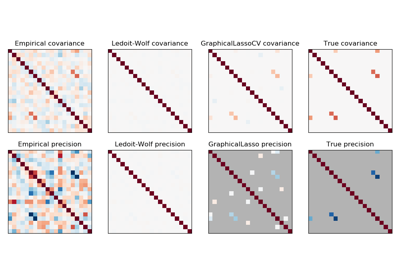 Empirical covariance
Ledoit-Wolf covariance
GraphicalLassoCV covariance
True covariance
Empirical precision
Ledoit-Wolf precision
GraphicalLasso precision
True precision